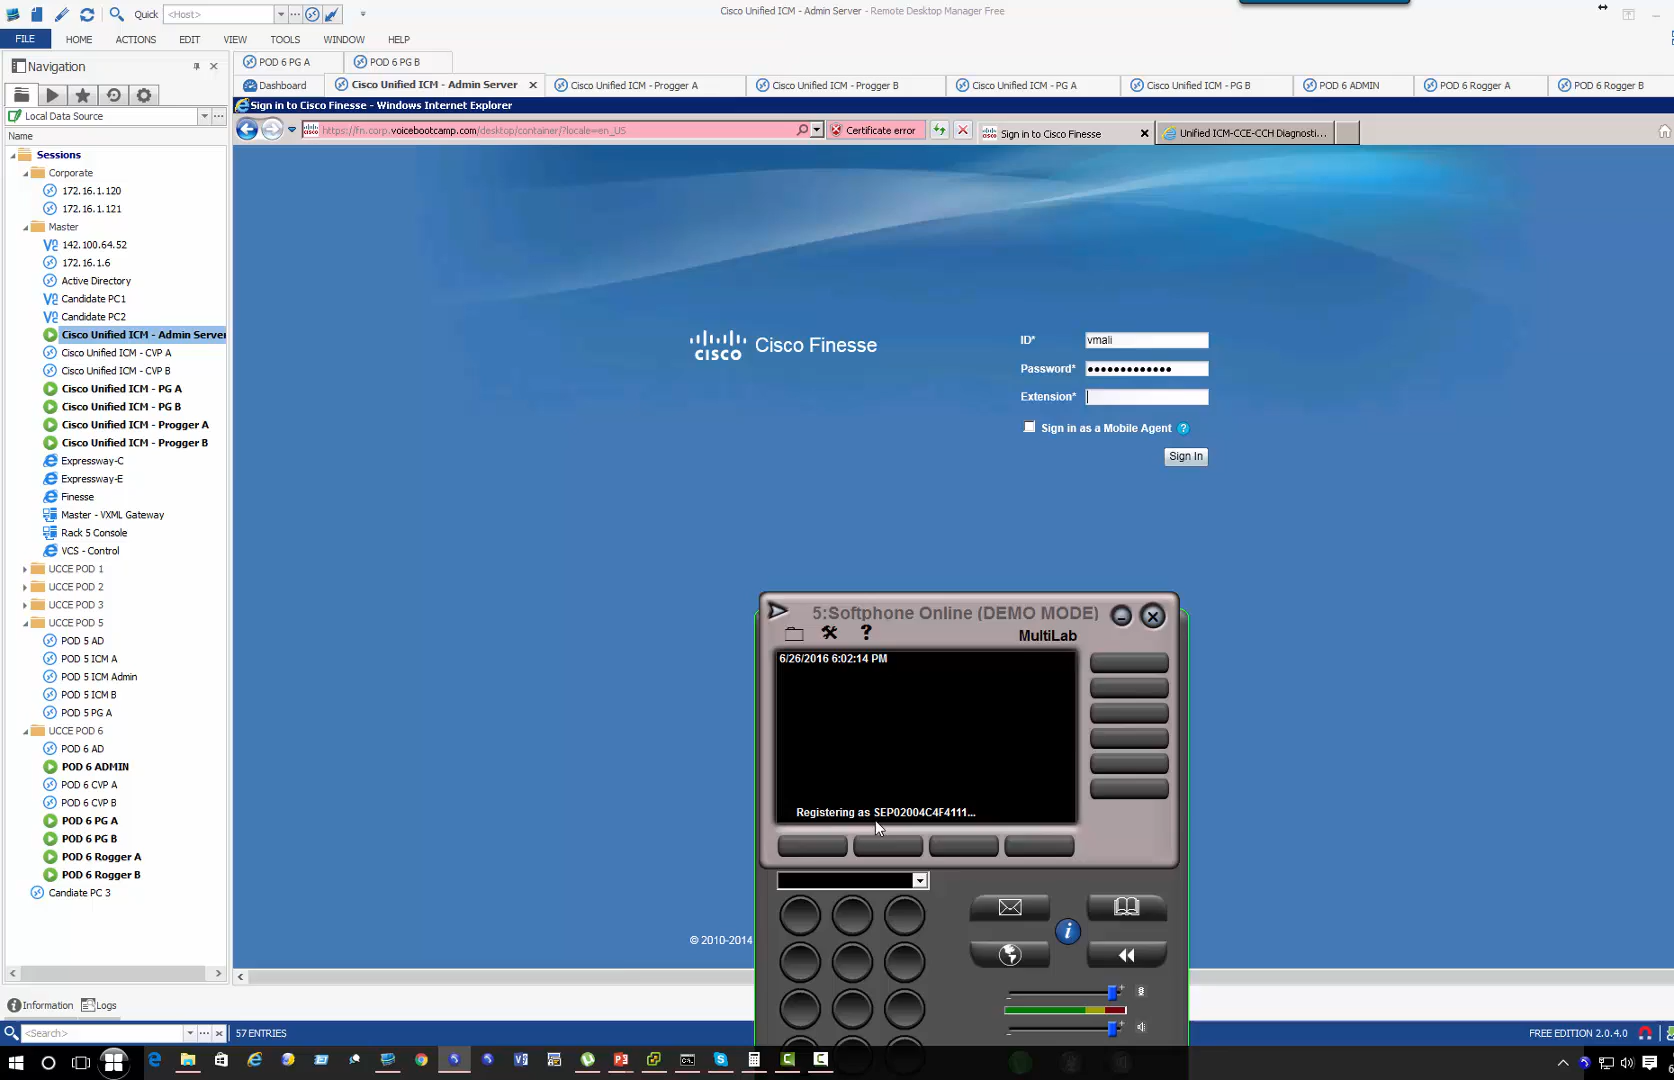 Quick <Host>
Cisco Unified ICM - Admin Server - Remote Desktop Manager Free
FILE HOME ACTIONS EDIT VIEW TOOLS WINDOW HELP
Navigation
POD 6 PG A POD 6 PG B
Dashboard Cisco Unified ICM - Admin Server Cisco Unified ICM - Progger A Cisco Unified ICM - Progger B Cisco Unified ICM - PG A Cisco Unified ICM - PG B POD 6 ADMIN POD 6 Rogger A POD 6 Rogger B
Sign in to Cisco Finesse - Windows Internet Explorer
Local Data Source
https://fn.corp.voicebootcamp.com/desktop/container/?locale=en_US Certificate error Sign in to Cisco Finesse Unified ICM-CCE-CCH Diagnosti...
Name
Sessions
Corporate
172.16.1.120
172.16.1.121
Master
142.100.64.52
172.16.1.6
Active Directory
Candidate PC1
Candidate PC2
Cisco Unified ICM - Admin Server
Cisco Unified ICM - CVP A
Cisco Unified ICM - CVP B
Cisco Unified ICM - PG A
Cisco Unified ICM - PG B
Cisco Unified ICM - Progger A
Cisco Unified ICM - Progger B
Expressway-C
Expressway-E
Finesse
Master - VXML Gateway
Rack 5 Console
VCS - Control
UCCE POD 1
UCCE POD 2
UCCE POD 3
UCCE POD 5
POD 5 AD
POD 5 ICM A
POD 5 ICM Admin
POD 5 ICM B
POD 5 PG A
UCCE POD 6
POD 6 AD
POD 6 ADMIN
POD 6 CVP A
POD 6 CVP B
POD 6 PG A
POD 6 PG B
POD 6 Rogger A
POD 6 Rogger B
Candiate PC 3
CISCO Cisco Finesse
ID* vmali
Password*
Extension*
Sign in as a Mobile Agent ?
Sign In
5:Softphone Online (DEMO MODE)
MultiLab
6/26/2016 6:02:14 PM
Registering as SEP02004C4F4111...
© 2010-2014
Information Logs
<Search> 57 ENTRIES FREE EDITION 2.0.4.0